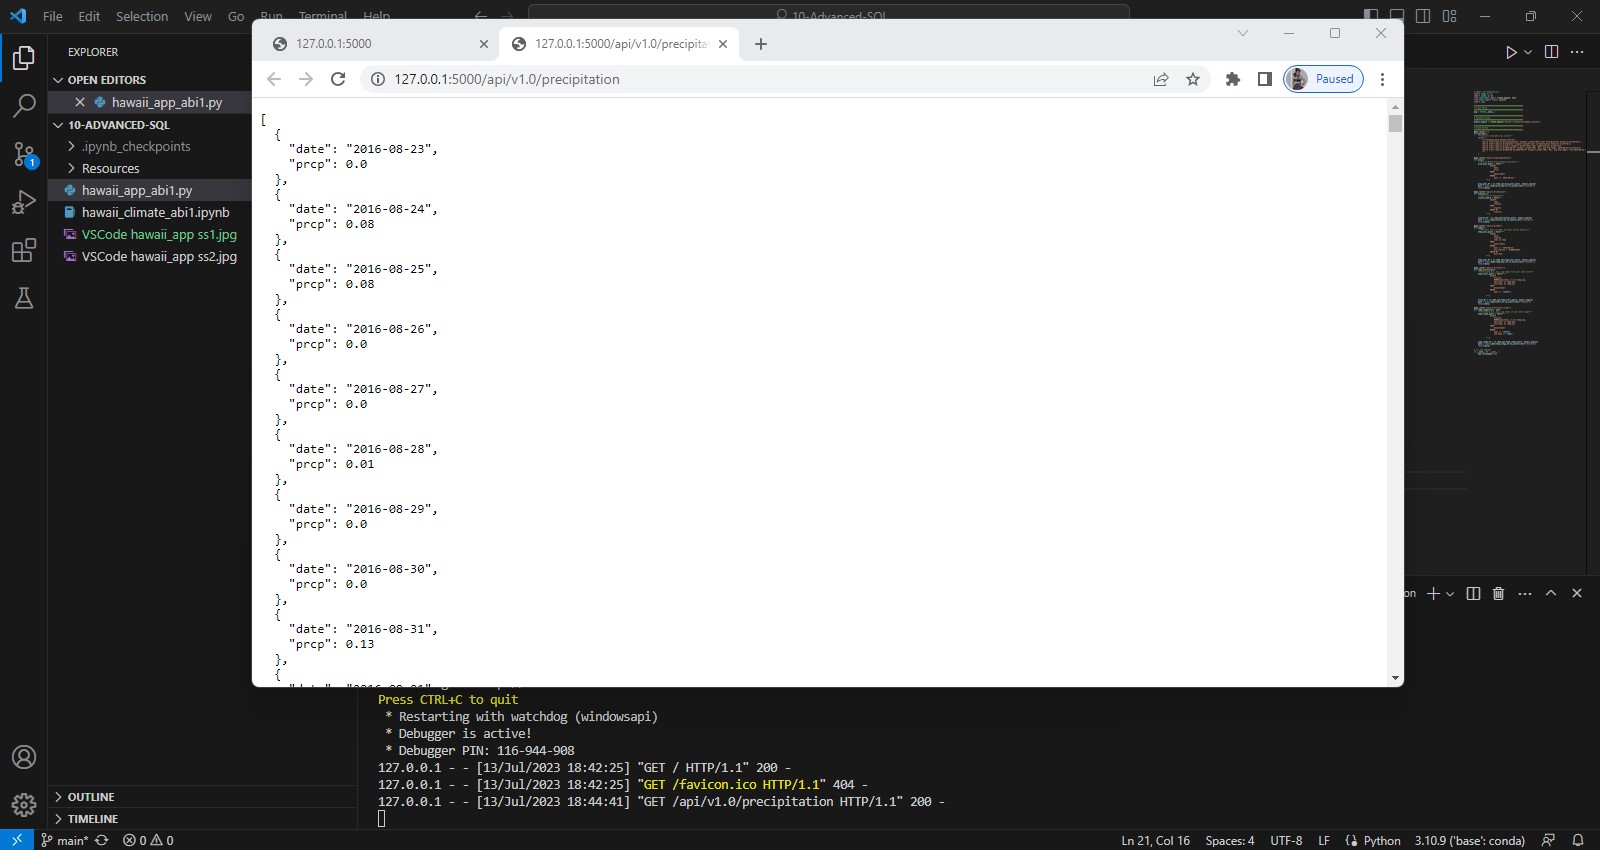 File Edit Selection View Go Run Terminal Help
10-Advanced-SQL
EXPLORER
OPEN EDITORS
hawaii_app_abi1.py
10-ADVANCED-SQL
.ipynb_checkpoints
Resources
hawaii_app_abi1.py
hawaii_climate_abi1.ipynb
VSCode hawaii_app ss1.jpg
VSCode hawaii_app ss2.jpg
1
OUTLINE
TIMELINE
127.0.0.1:5000
127.0.0.1:5000/api/v1.0/precipita
127.0.0.1:5000/api/v1.0/precipitation
Paused
[
{
"date": "2016-08-23",
"prcp": 0.0
},
{
"date": "2016-08-24",
"prcp": 0.08
},
{
"date": "2016-08-25",
"prcp": 0.08
},
{
"date": "2016-08-26",
"prcp": 0.0
},
{
"date": "2016-08-27",
"prcp": 0.0
},
{
"date": "2016-08-28",
"prcp": 0.01
},
{
"date": "2016-08-29",
"prcp": 0.0
},
{
"date": "2016-08-30",
"prcp": 0.0
},
{
"date": "2016-08-31",
"prcp": 0.13
},
{
on
Press CTRL+C to quit
* Restarting with watchdog (windowsapi)
* Debugger is active!
* Debugger PIN: 116-944-908
127.0.0.1 - - [13/Jul/2023 18:42:25] "GET / HTTP/1.1" 200 -
127.0.0.1 - - [13/Jul/2023 18:42:25] "GET /favicon.ico HTTP/1.1" 404 -
127.0.0.1 - - [13/Jul/2023 18:44:41] "GET /api/v1.0/precipitation HTTP/1.1" 200 -
main* 0 0 Ln 21, Col 16 Spaces: 4 UTF-8 LF Python 3.10.9 ('base': conda)